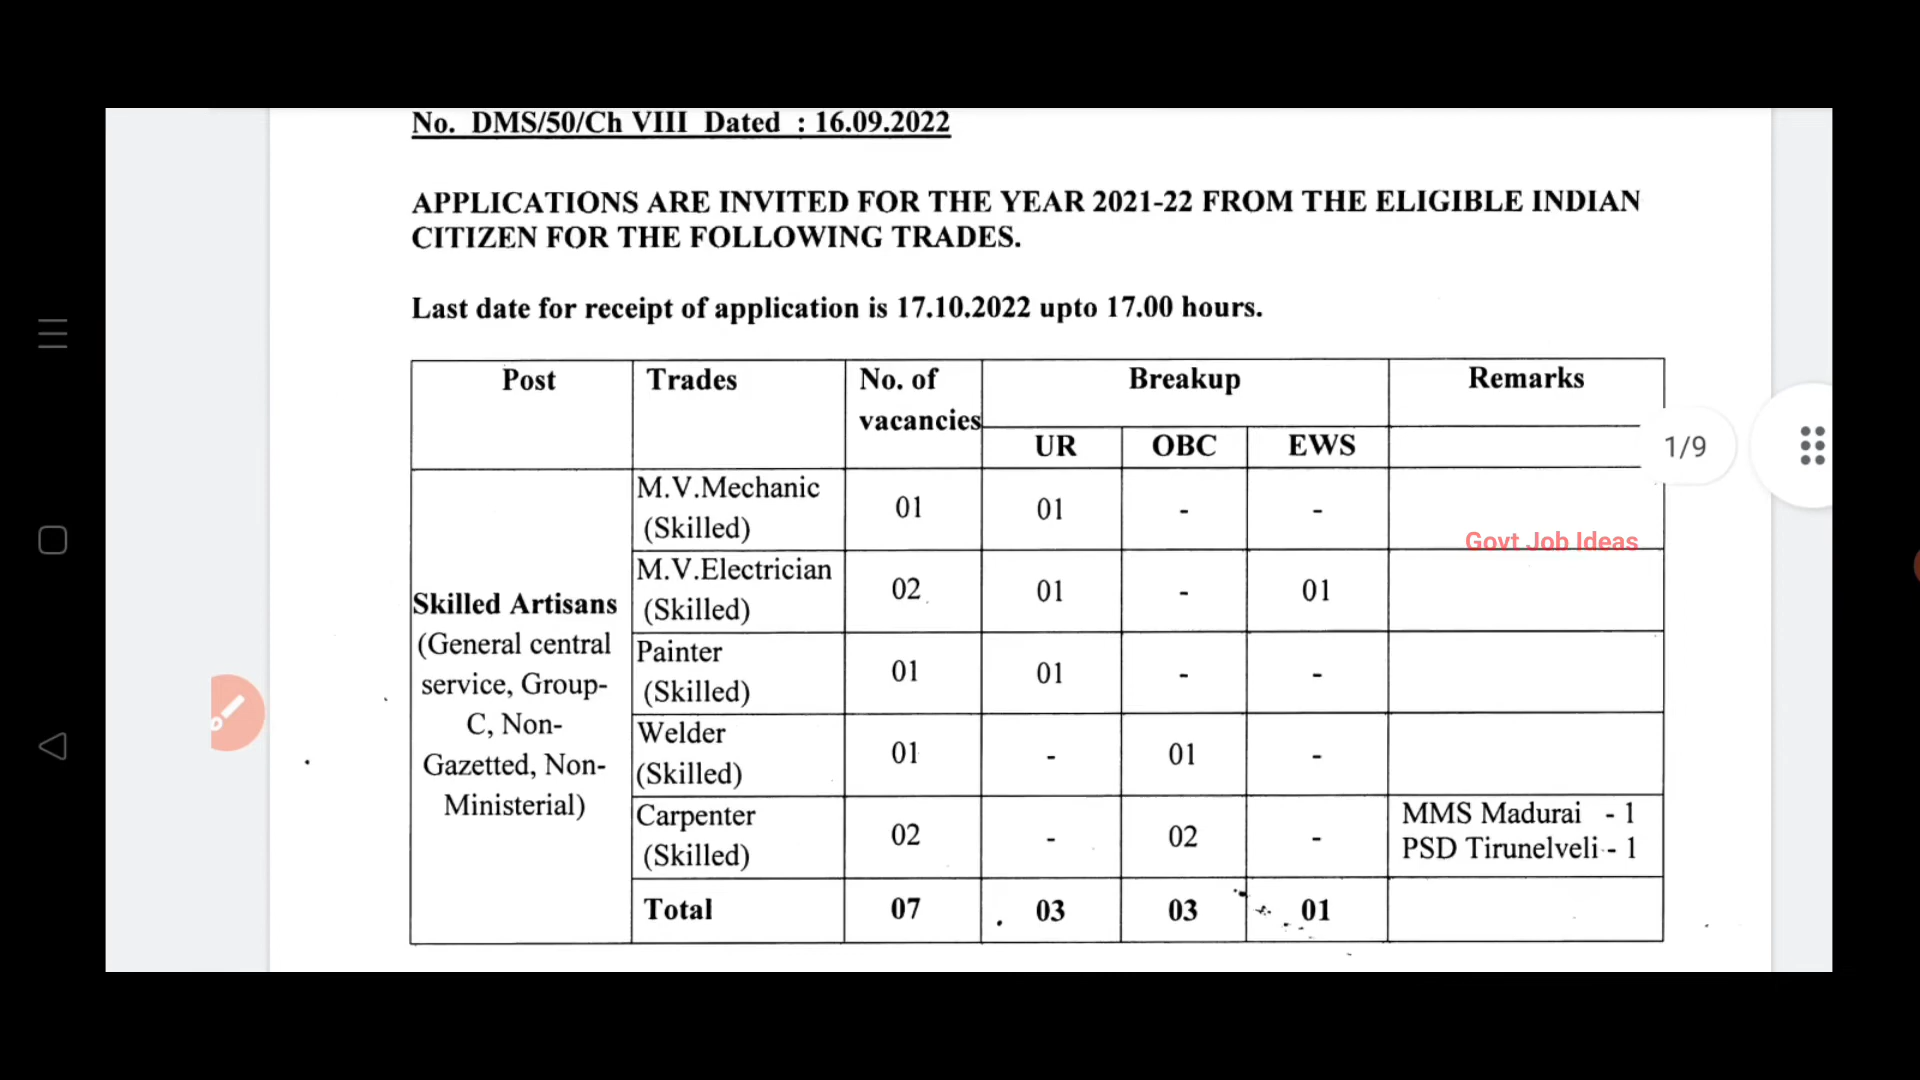 No. DMS/50/Ch VIII Dated : 16.09.2022
APPLICATIONS ARE INVITED FOR THE YEAR 2021-22 FROM THE ELIGIBLE INDIAN
CITIZEN FOR THE FOLLOWING TRADES.
Last date for receipt of application is 17.10.2022 upto 17.00 hours.
Post Trades No. of vacancies Breakup Remarks
UR OBC EWS
1/9
Skilled Artisans
(General central
service, Group-
C, Non-
Gazetted, Non-
Ministerial)
M.V.Mechanic
(Skilled) 01 01 - -
Govt Job Ideas
M.V.Electrician
(Skilled) 02 01 - 01
Painter
(Skilled) 01 01 - -
Welder
(Skilled) 01 - 01 -
Carpenter
(Skilled) 02 - 02 -
MMS Madurai - 1
PSD Tirunelveli - 1
Total 07 03 03 01